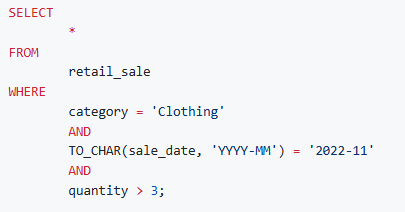 SELECT
*
FROM
retail_sale
WHERE
category = 'Clothing'
AND
TO_CHAR(sale_date, 'YYYY-MM') = '2022-11'
AND
quantity > 3;